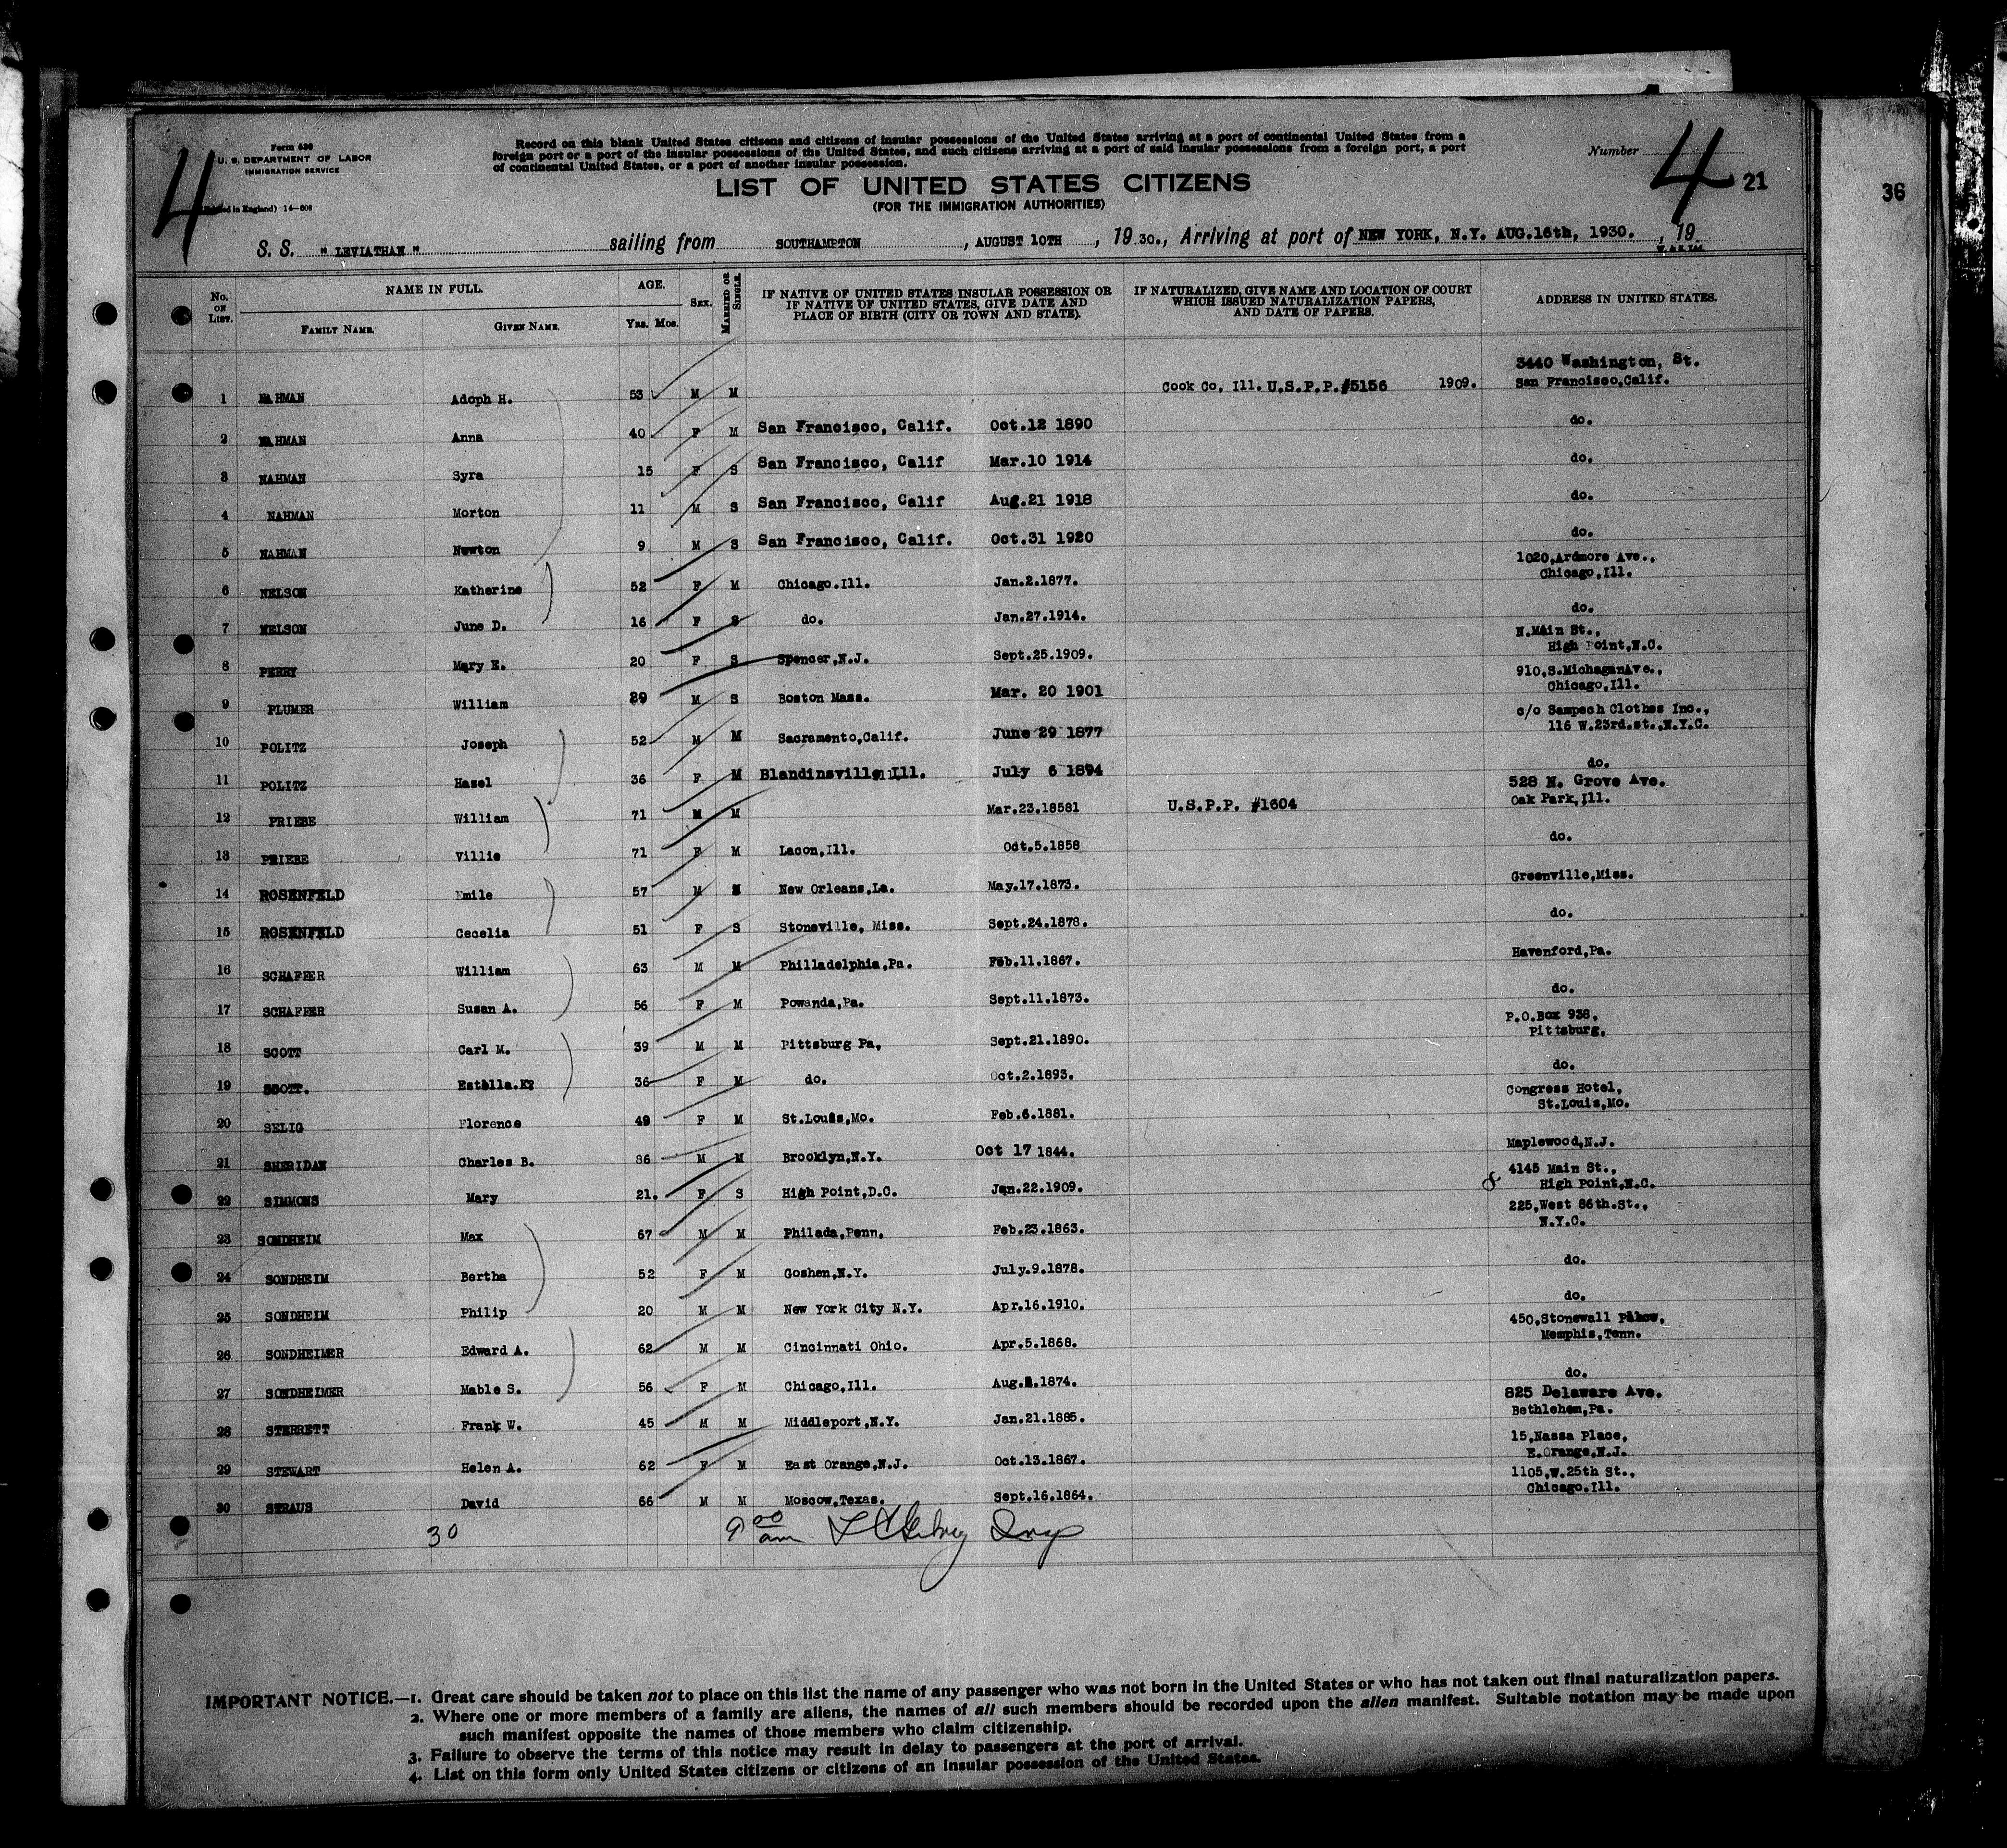 Form 630
U. S. DEPARTMENT OF LABOR
IMMIGRATION SERVICE
(Printed in England) 14—608
4
Record on this blank United States citizens and citizens of insular possessions of the United States arriving at a port of continental United States from a
foreign port or a port of the insular possessions of the United States, and such citizens arriving at a port of said insular possessions from a foreign port, a port
of continental United States, or a port of another insular possession.
Number 4 21
36
LIST OF UNITED STATES CITIZENS
(FOR THE IMMIGRATION AUTHORITIES)
S. S. " LEVIATHAN " sailing from SOUTHAMPTON , AUGUST 10TH , 19 30., Arriving at port of NEW YORK, N.Y. AUG.16th, 1930. , 19
No. OF LIST. NAME IN FULL. FAMILY NAME. GIVEN NAME. AGE. Yrs. Mos. SEX. MARRIED OR SINGLE. IF NATIVE OF UNITED STATES INSULAR POSSESSION OR IF NATIVE OF UNITED STATES, GIVE DATE AND PLACE OF BIRTH (CITY OR TOWN AND STATE). IF NATURALIZED, GIVE NAME AND LOCATION OF COURT WHICH ISSUED NATURALIZATION PAPERS, AND DATE OF PAPERS. ADDRESS IN UNITED STATES.
3440 Washington, St.
1 NAHMAN Adoph H. 53 M M Cook Co, Ill. U.S.P.P.#5156 1909. San Francisco,Calif.
2 NAHMAN Anna 40 F M San Francisco, Calif. Oct.12 1890 do.
3 NAHMAN Syra 15 F S San Francisco, Calif Mar.10 1914 do.
4 NAHMAN Morton 11 M S San Francisco, Calif Aug.21 1918 do.
5 NAHMAN Newton 9 M S San Francisco, Calif. Oct.31 1920 do.
1020,Ardmore Ave.,
6 NELSON Katherine 52 F M Chicago.Ill. Jan.2.1877. Chicago,Ill.
7 NELSON June D. 16 F S do. Jan.27.1914. do.
N.Main St.,
8 PERRY Mary E. 20 F S Spencer,N.J. Sept.25.1909. High Point,N.C.
910,S.MichaganAve.,
9 PLUMER William 29 M S Boston Mass. Mar. 20 1901 Chicago,Ill.
c/o Sampech Clothes Inc.,
10 POLITZ Joseph 52 M M Sacramento,Calif. June 29 1877 116 W.23rd.st.,N.Y.C.
11 POLITZ Hazel 36 F M Blandinsville Ill. July 6 1894 do.
528 N. Grove Ave.
12 PRIEBE William 71 M M Mar.23.18581 U.S.P.P. #1604 Oak Park,Ill.
13 PRIEBE Villie 71 F M Lacon,Ill. Oct.5.1858 do.
14 ROSENFELD Emile 57 M New Orleans,La. May.17.1873. Greenville,Miss.
15 ROSENFELD Cecelia 51 F S Stoneville, Miss. Sept.24.1878. do.
16 SCHAFFER William 63 M M Philladelphia,Pa. Feb.11.1867. Havenford,Pa.
17 SCHAFFER Susan A. 56 F M Powanda,Pa. Sept.11.1873. do.
P.O.Box 938,
18 SCOTT Carl M. 39 M M Pittsburg Pa, Sept.21.1890. Pittsburg.
19 SCOTT. Estella.K? 36 F M do. Oct.2.1893. do.
Congress Hotel,
20 SELIG Florence 49 F M St.Louis,Mo. Feb.6.1881. St.Louis,Mo.
21 SHERIDAN Charles B. 86 M M Brooklyn,N.Y. Oct 17 1844. Maplewood,N.J.
4145 Main St.,
22 SIMMONS Mary 21. F S High Point,D.C. Jan.22.1909. High Point,N.C.
225,West 86th.St.,
23 SONDHEIM Max 67 M M Philada,Penn. Feb.23.1863. N.Y.C.
24 SONDHEIM Bertha 52 F M Goshen,N.Y. July.9.1878. do.
25 SONDHEIM Philip 20 M M New York City N.Y. Apr.16.1910. do.
450,Stonewall
26 SONDHEIMER Edward A. 62 M M Cincinnati Ohio. Apr.5.1868. Memphis,Tenn.
27 SONDHEIMER Mable S. 56 F M Chicago,Ill. Aug.2.1874. do.
825 Delaware Ave.
28 STERRETT Frank W. 45 M M Middleport,N.Y. Jan.21.1885. Bethlehem,Pa.
15,Nassa Place,
29 STEWART Helen A. 62 F M East Orange,N.J. Oct.13.1867. E.Orange,N.J.
1105,W.25th St.,
30 STRAUS David 66 M M Moscow,Texas. Sept.16.1864. Chicago.Ill.
30 9 00 am
IMPORTANT NOTICE.—1. Great care should be taken not to place on this list the name of any passenger who was not born in the United States or who has not taken out final naturalization papers.
2. Where one or more members of a family are aliens, the names of all such members should be recorded upon the alien manifest. Suitable notation may be made upon
such manifest opposite the names of those members who claim citizenship.
3. Failure to observe the terms of this notice may result in delay to passengers at the port of arrival.
4. List on this form only United States citizens or citizens of an insular possession of the United States.